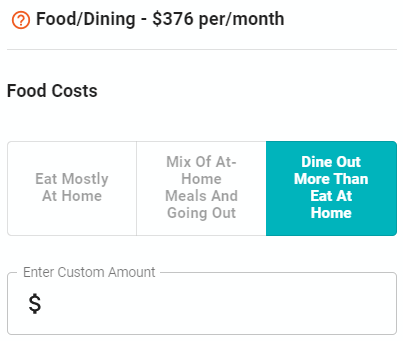 Food/Dining - $376 per/month
Food Costs
Eat Mostly
At Home
Mix Of At-
Home
Meals And
Going Out
Dine Out
More Than
Eat At
Home
Enter Custom Amount
$